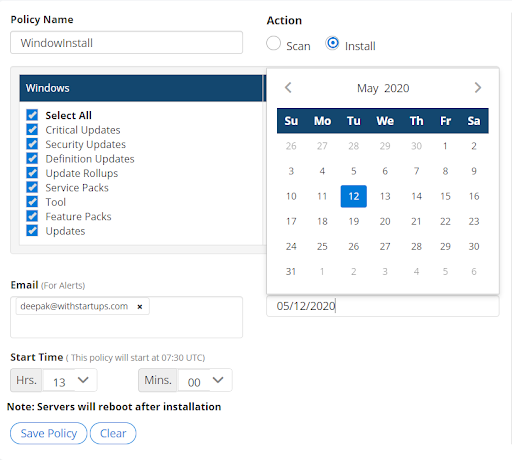 Policy Name
WindowInstall
Action
Scan
Install
Windows
Select All
Critical Updates
Security Updates
Definition Updates
Update Rollups
Service Packs
Tool
Feature Packs
Updates
May 2020
Su Mo Tu We Th Fr Sa
26 27 28 29 30 1 2
3 4 5 6 7 8 9
10 11 12 13 14 15 16
17 18 19 20 21 22 23
24 25 26 27 28 29 30
31 1 2 3 4 5 6
05/12/2020
Email (For Alerts)
deepak@withstartups.com ×
Start Time ( This policy will start at 07:30 UTC)
Hrs. 13 Mins. 00
Note: Servers will reboot after installation
Save Policy Clear